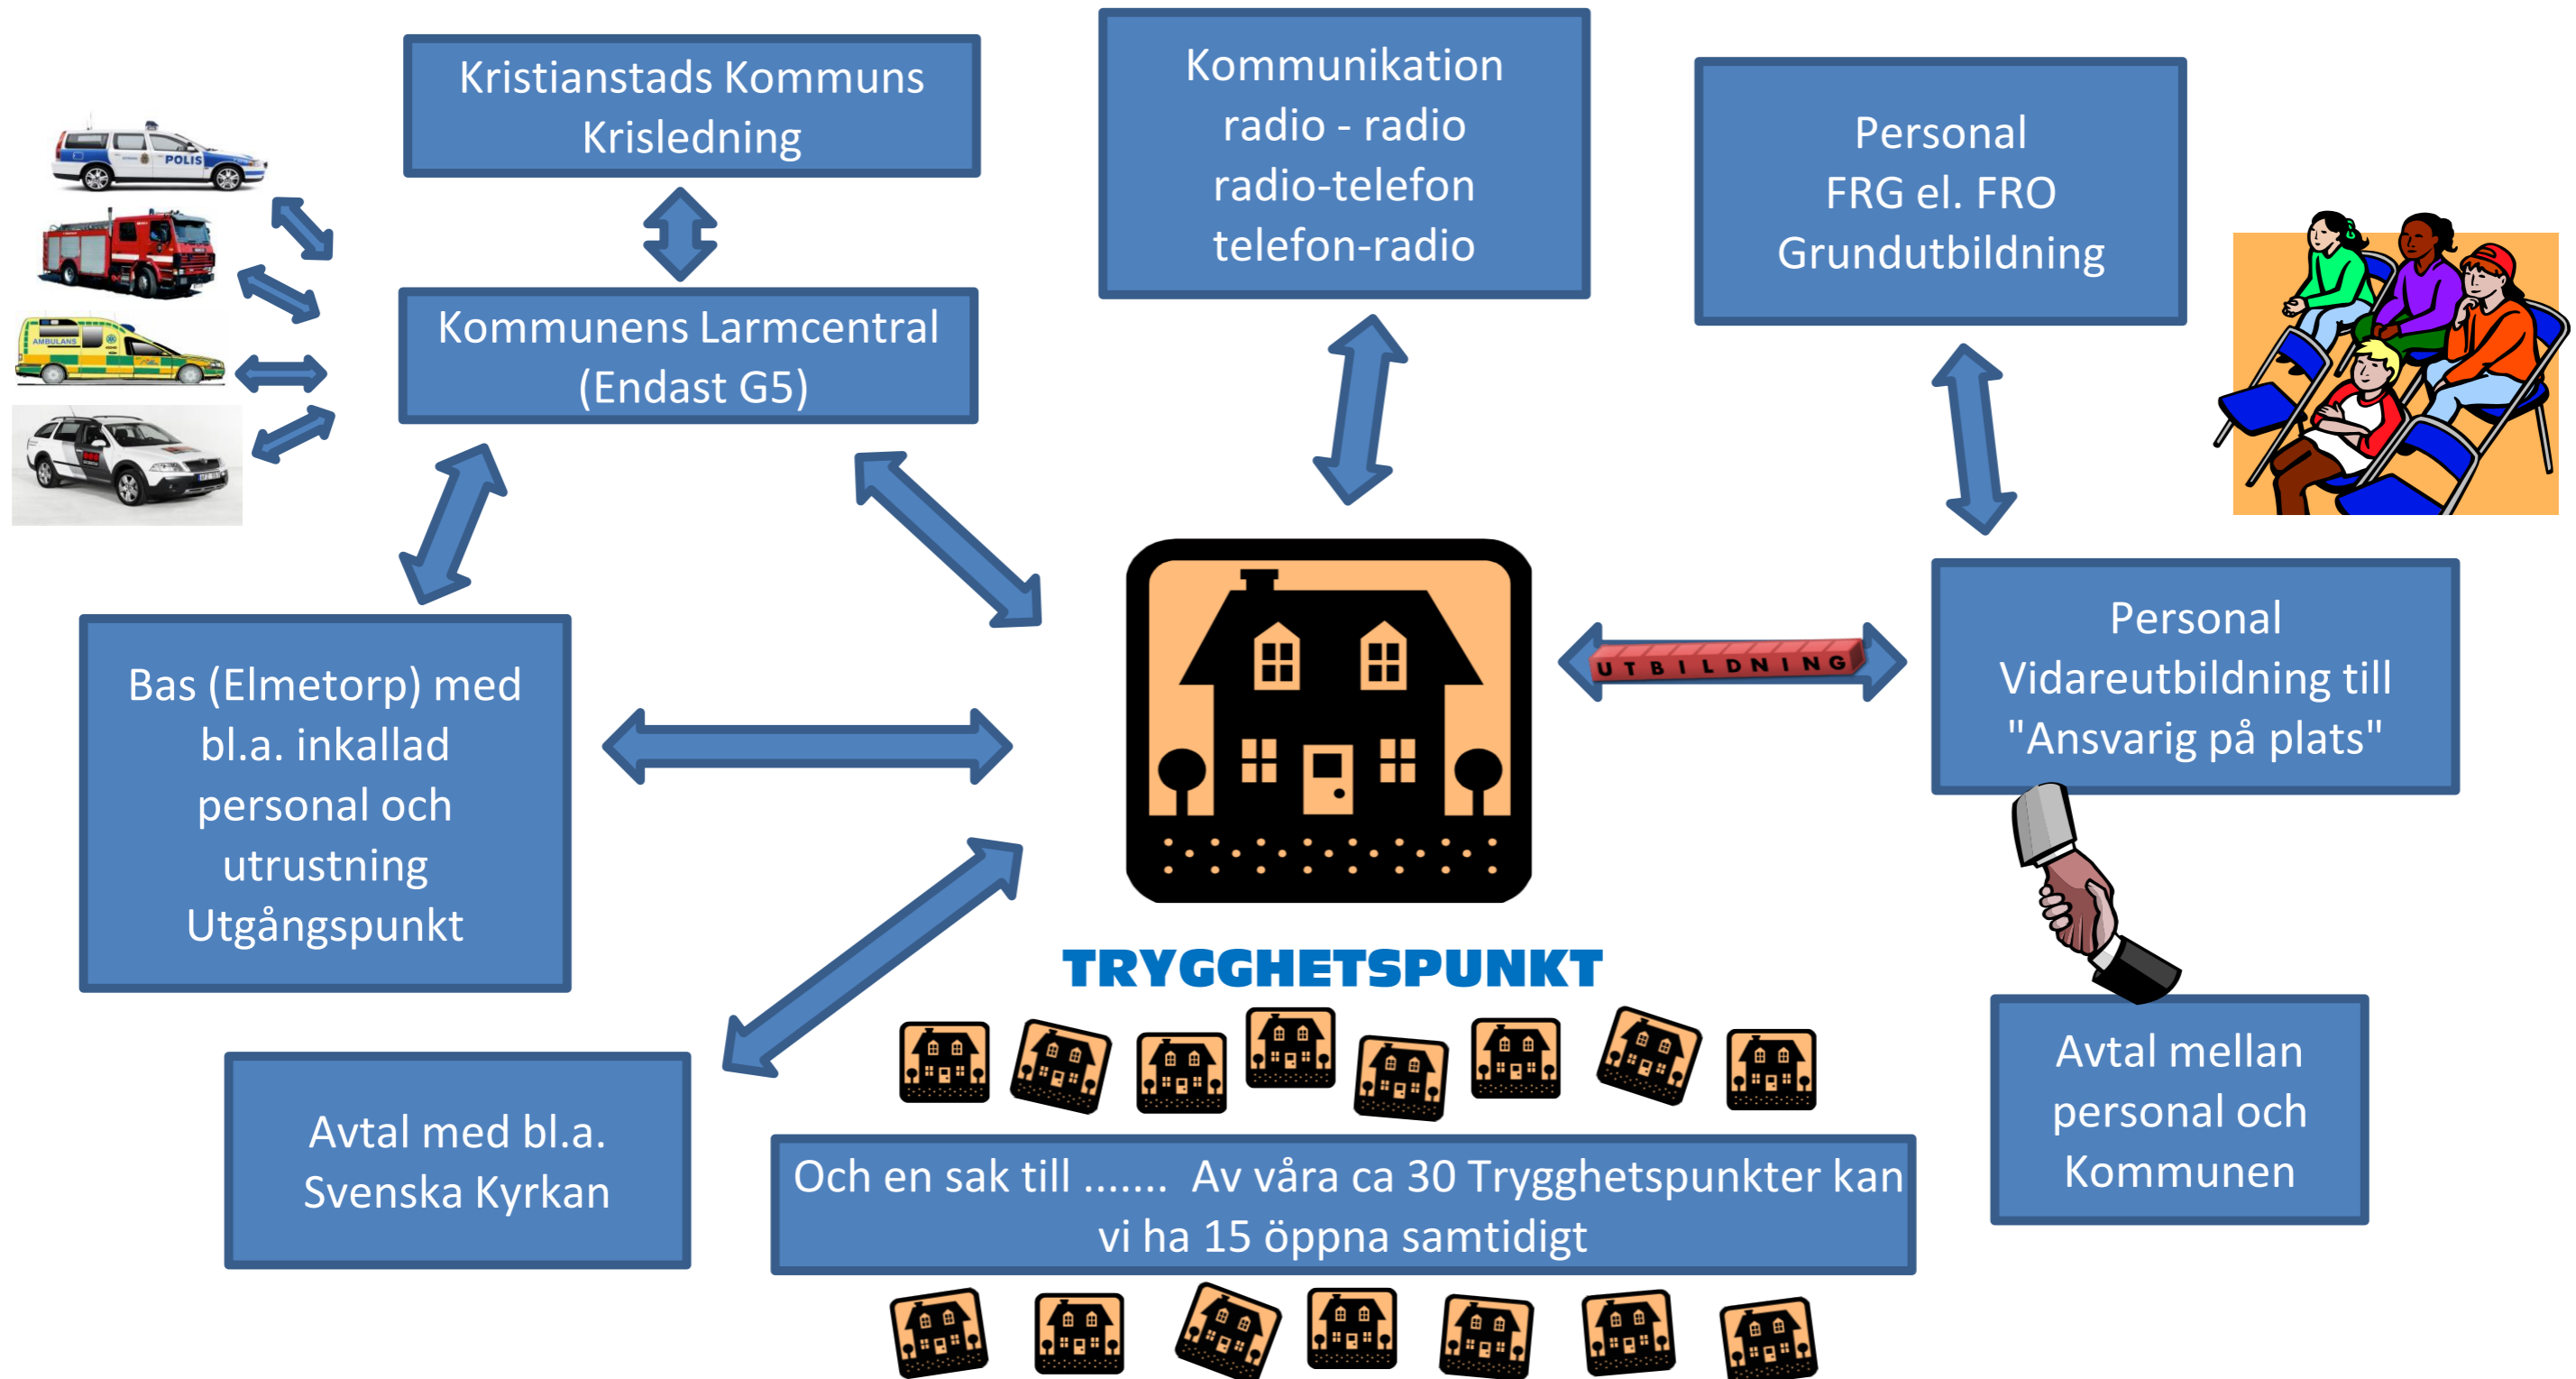 Kristianstads Kommuns
Krisledning
Kommunikation
radio - radio
radio-telefon
telefon-radio
Personal
FRG el. FRO
Grundutbildning
POLIS
AMBULANS
Kommunens Larmcentral
(Endast G5)
Bas (Elmetorp) med
bl.a. inkallad
personal och
utrustning
Utgångspunkt
UTBILDNING
Personal
Vidareutbildning till
"Ansvarig på plats"
TRYGGHETSPUNKT
Avtal med bl.a.
Svenska Kyrkan
Och en sak till ....... Av våra ca 30 Trygghetspunkter kan
vi ha 15 öppna samtidigt
Avtal mellan
personal och
Kommunen